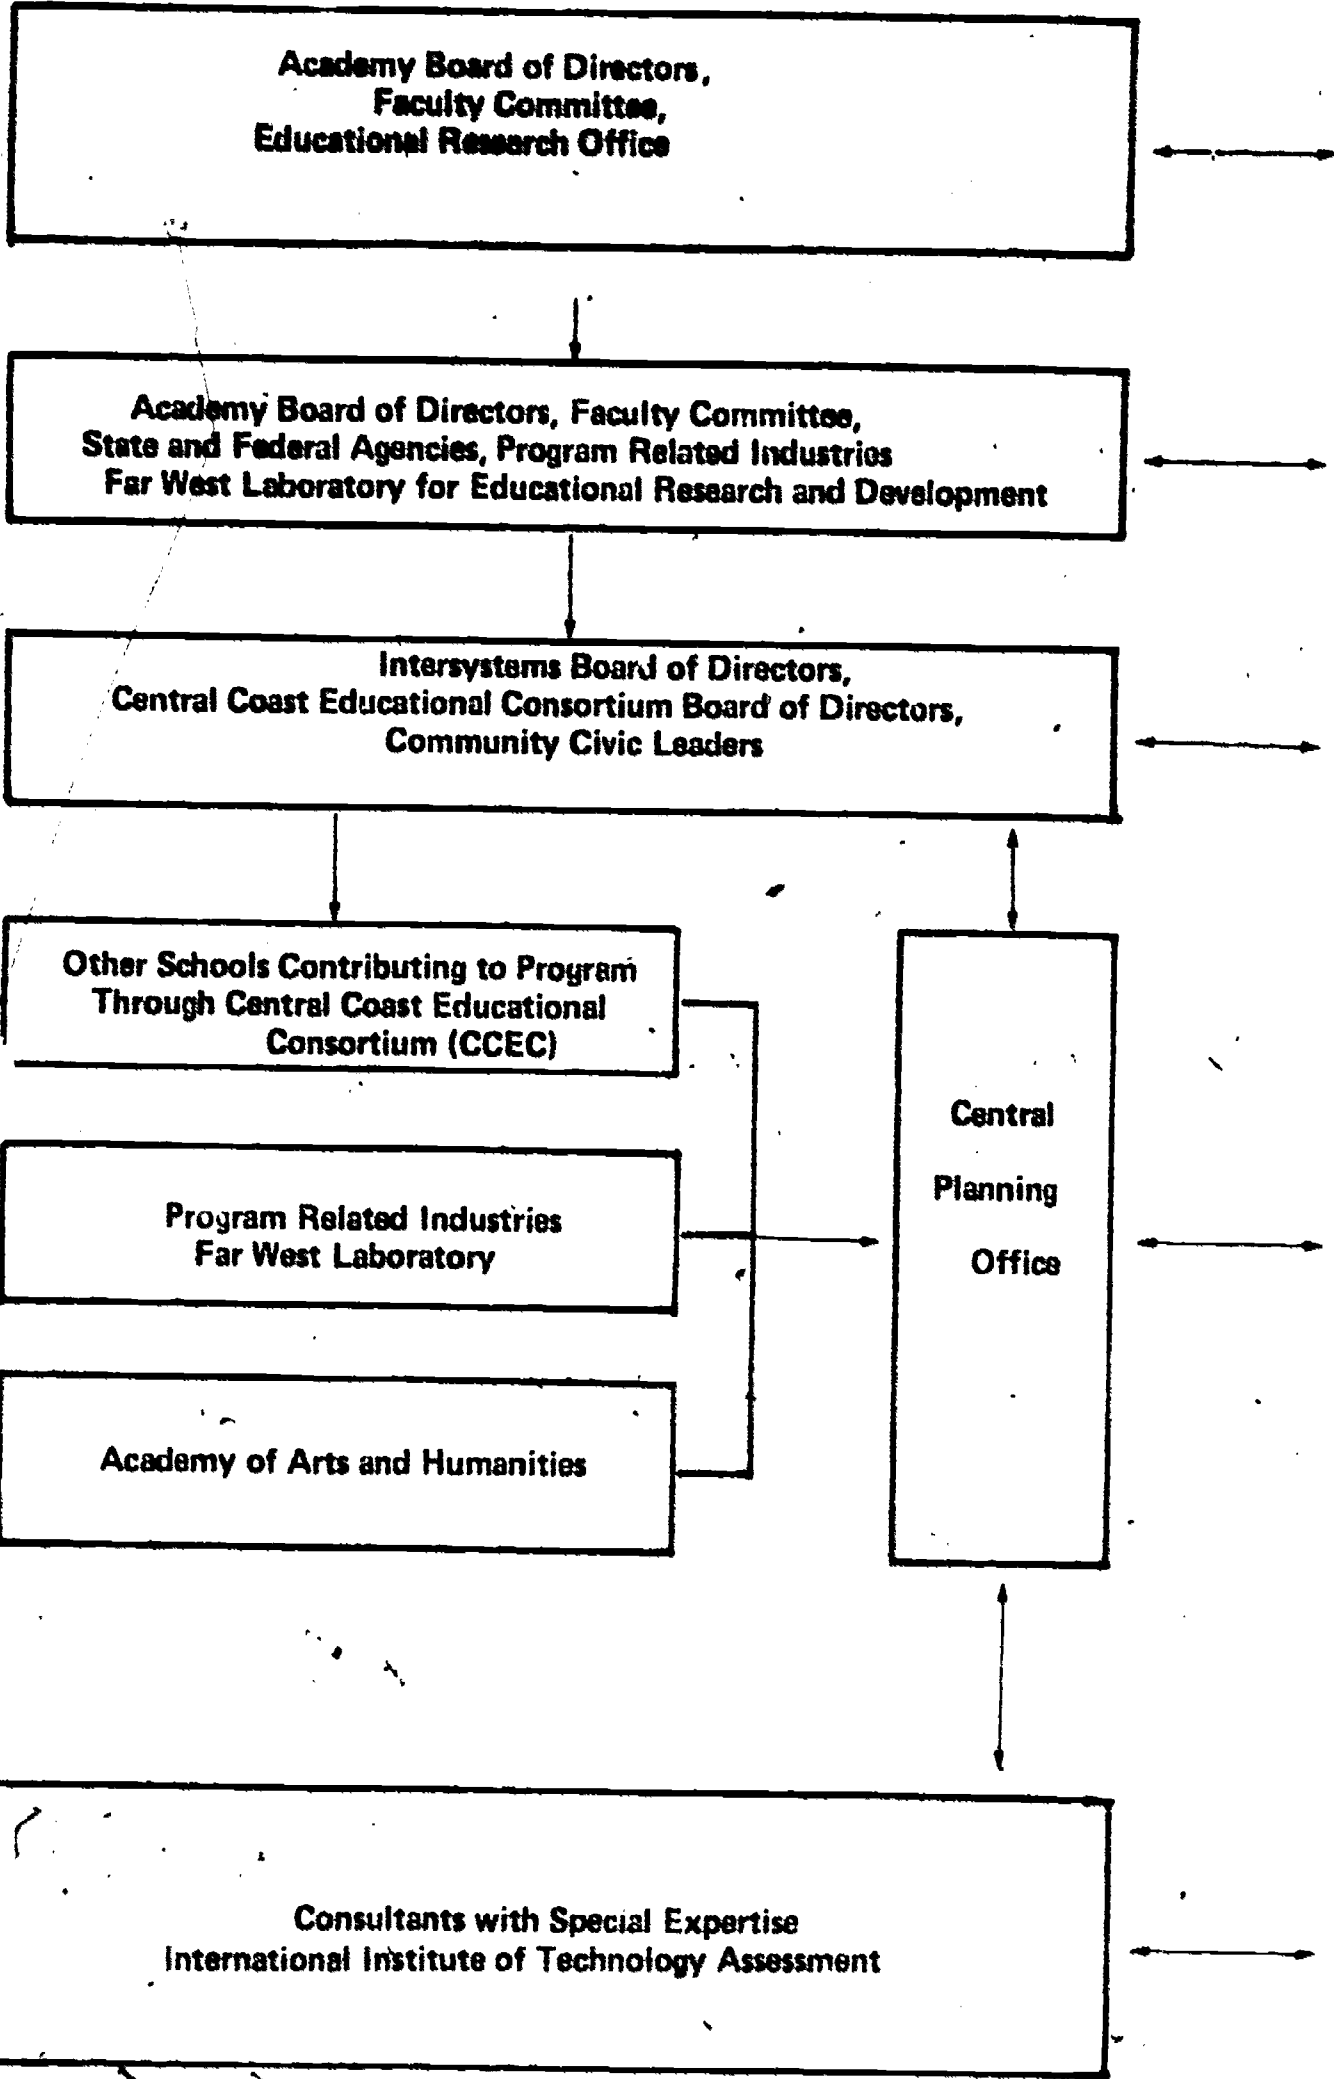 Academy Board of Directors,
Faculty Committee,
Educational Research Office
Academy Board of Directors, Faculty Committee,
State and Federal Agencies, Program Related Industries
Far West Laboratory for Educational Research and Development
Intersystems Board of Directors,
Central Coast Educational Consortium Board of Directors,
Community Civic Leaders
Other Schools Contributing to Program
Through Central Coast Educational
Consortium (CCEC)
Program Related Industries
Far West Laboratory
Academy of Arts and Humanities
Central
Planning
Office
Consultants with Special Expertise
International Institute of Technology Assessment